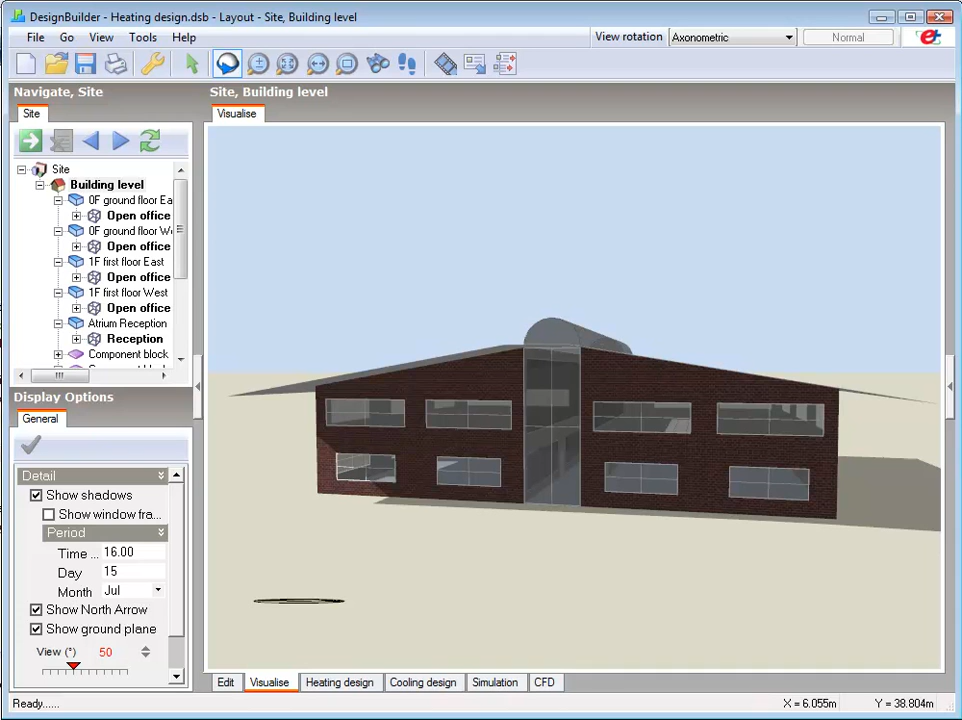 DesignBuilder - Heating design.dsb - Layout - Site, Building level
File Go View Tools Help
View rotation Axonometric Normal
Navigate, Site
Site, Building level
Site
Visualise
Site
Building level
0F ground floor Ea
Open office
0F ground floor We
Open office
1F first floor East
Open office
1F first floor West
Open office
Atrium Reception
Reception
Component block
Display Options
General
Detail
Show shadows
Show window fra...
Period
Time ... 16.00
Day 15
Month Jul
Show North Arrow
Show ground plane
View (°) 50
Edit Visualise Heating design Cooling design Simulation CFD
Ready...... X = 6.055m Y = 38.804m